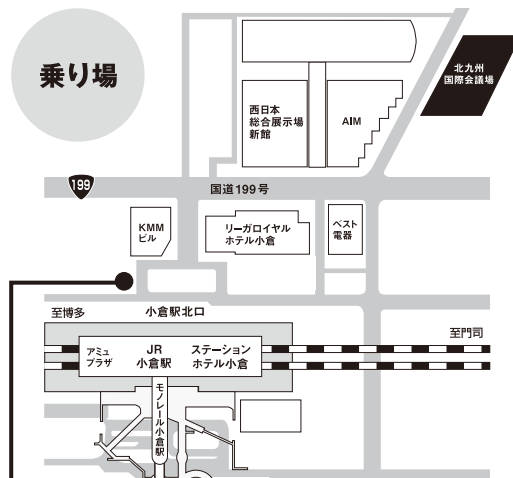 乗り場
北九州
国際会議場
西日本
総合展示場
新館
AIM
199
国道199号
KMM
ビル
リーガロイヤル
ホテル小倉
ベスト
電器
至博多
小倉駅北口
至門司
アミュ
プラザ
JR
小倉駅
ステーション
ホテル小倉
モノレール小倉駅